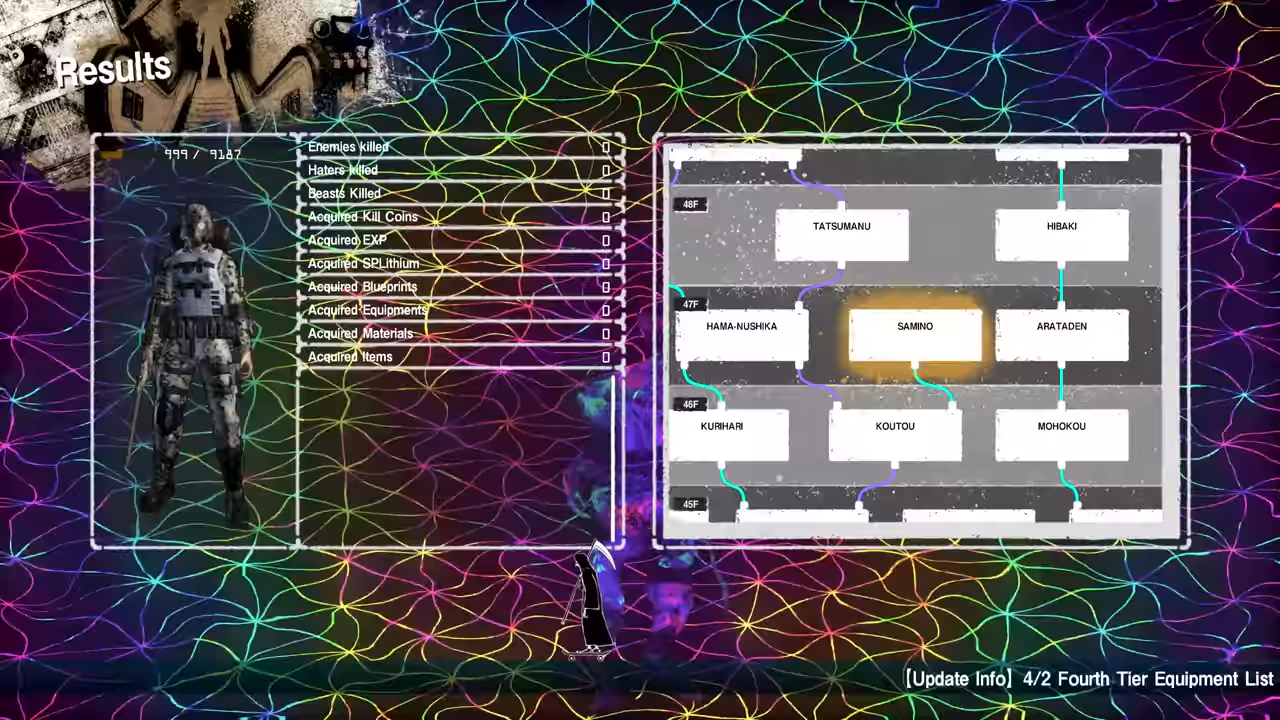 Results
999 / 9187
Enemies killed 0
Haters killed 0
Beasts Killed 0
Acquired Kill Coins 0
Acquired EXP 0
Acquired SPLithium 0
Acquired Blueprints 0
Acquired Equipments 0
Acquired Materials 0
Acquired Items 0
48F
TATSUMANU
HIBAKI
47F
HAMA-NUSHIKA
SAMINO
ARATADEN
46F
KURIHARI
KOUTOU
MOHOKOU
45F
【Update Info】 4/2 Fourth Tier Equipment List